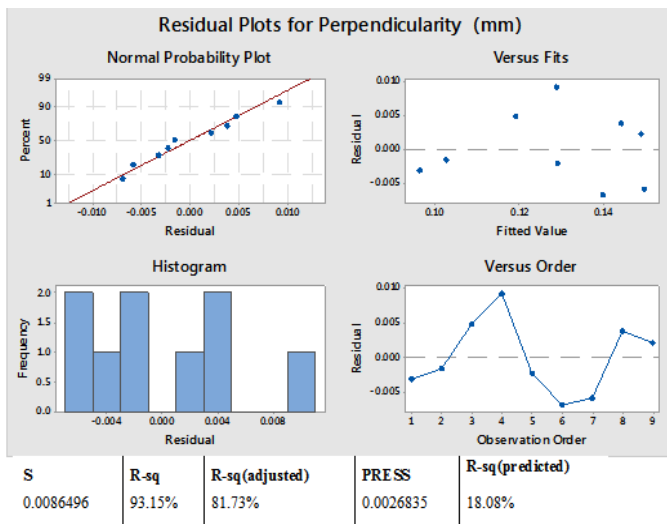 Residual Plots for Perpendicularity (mm)
Normal Probability Plot
99
90
50
10
1
Percent
-0.010 -0.005 0.000 0.005 0.010
Residual
Versus Fits
0.010
0.005
0.000
-0.005
Residual
0.10 0.12 0.14
Fitted Value
Histogram
2.0
1.5
1.0
0.5
0.0
Frequency
-0.004 0.000 0.004 0.008
Residual
Versus Order
0.010
0.005
0.000
-0.005
Residual
1 2 3 4 5 6 7 8 9
Observation Order
S R-sq R-sq(adjusted) PRESS R-sq(predicted)
0.0086496 93.15% 81.73% 0.0026835 18.08%